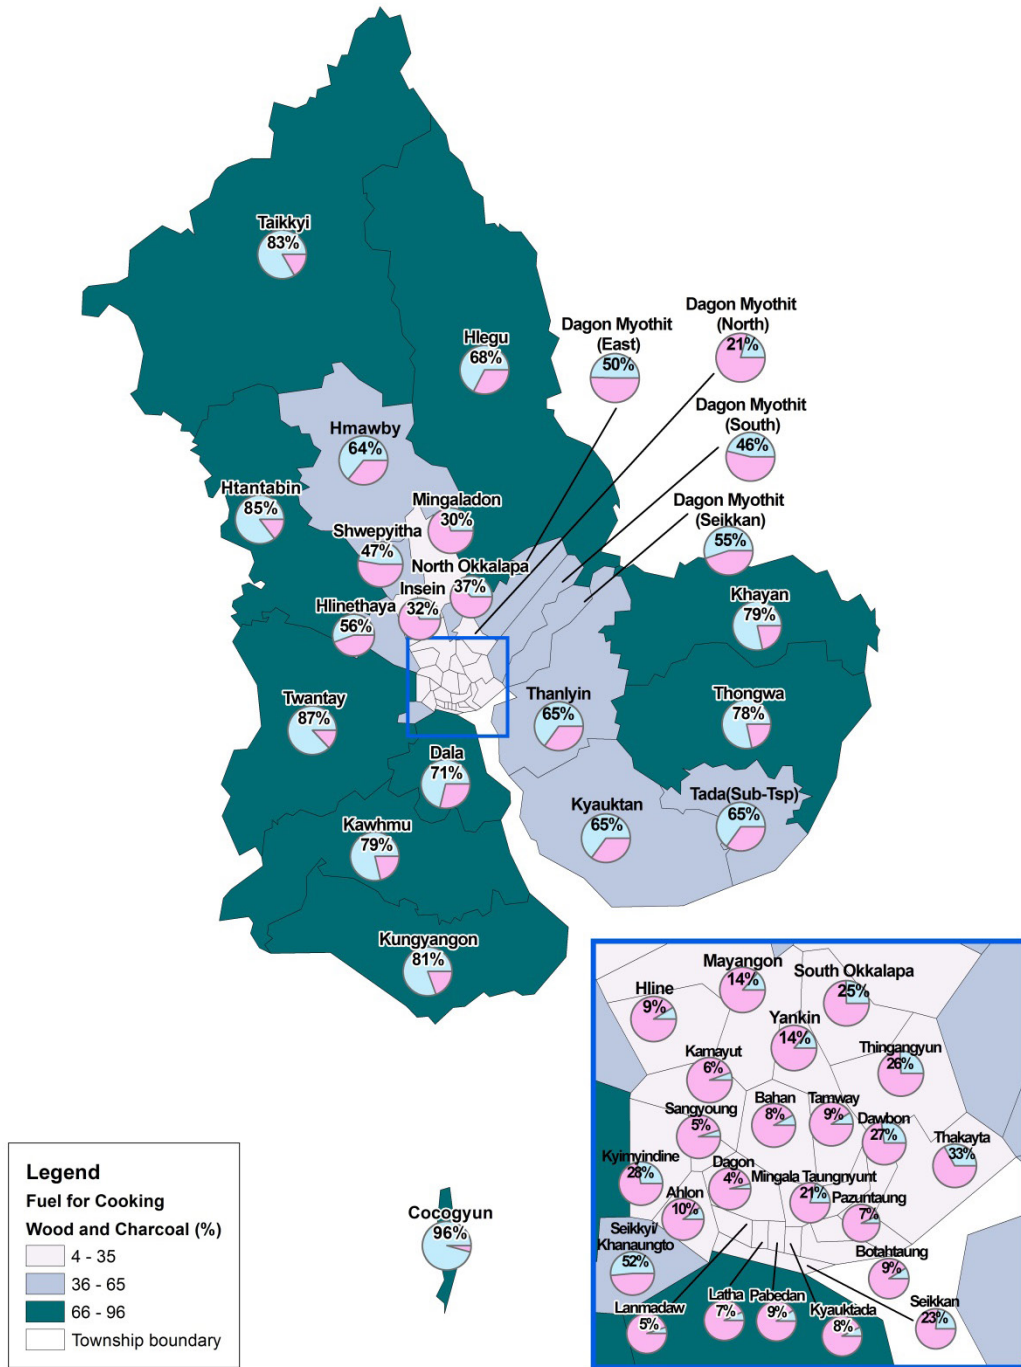 Taikkyi
83%
Hlegu
68%
Dagon Myothit
(East)
50%
Dagon Myothit
(North)
21%
Dagon Myothit
(South)
46%
Dagon Myothit
(Seikkan)
55%
Hmawby
64%
Htantabin
85%
Mingaladon
30%
Shwepyitha
47%
North Okkalapa
37%
Insein
32%
Hlinethaya
56%
Khayan
79%
Thongwa
78%
Twantay
87%
Thanlyin
65%
Dala
71%
Kyauktan
65%
Tada(Sub-Tsp)
65%
Kawhmu
79%
Kungyangon
81%
Cocogyun
96%
Mayangon
14%
South Okkalapa
25%
Hline
9%
Yankin
14%
Thingangyun
26%
Kamayut
6%
Bahan
8%
Tamway
9%
Sangyoung
5%
Dawbon
27%
Thakayta
33%
Kyimyindine
28%
Dagon
4%
Mingala Taungnyunt
21%
Ahlon
10%
Pazuntaung
7%
Seikkyi/
Khanaungto
52%
Botahtaung
9%
Lanmadaw
5%
Latha
7%
Pabedan
9%
Kyauktada
8%
Seikkan
23%
Legend
Fuel for Cooking
Wood and Charcoal (%)
4 - 35
36 - 65
66 - 96
Township boundary